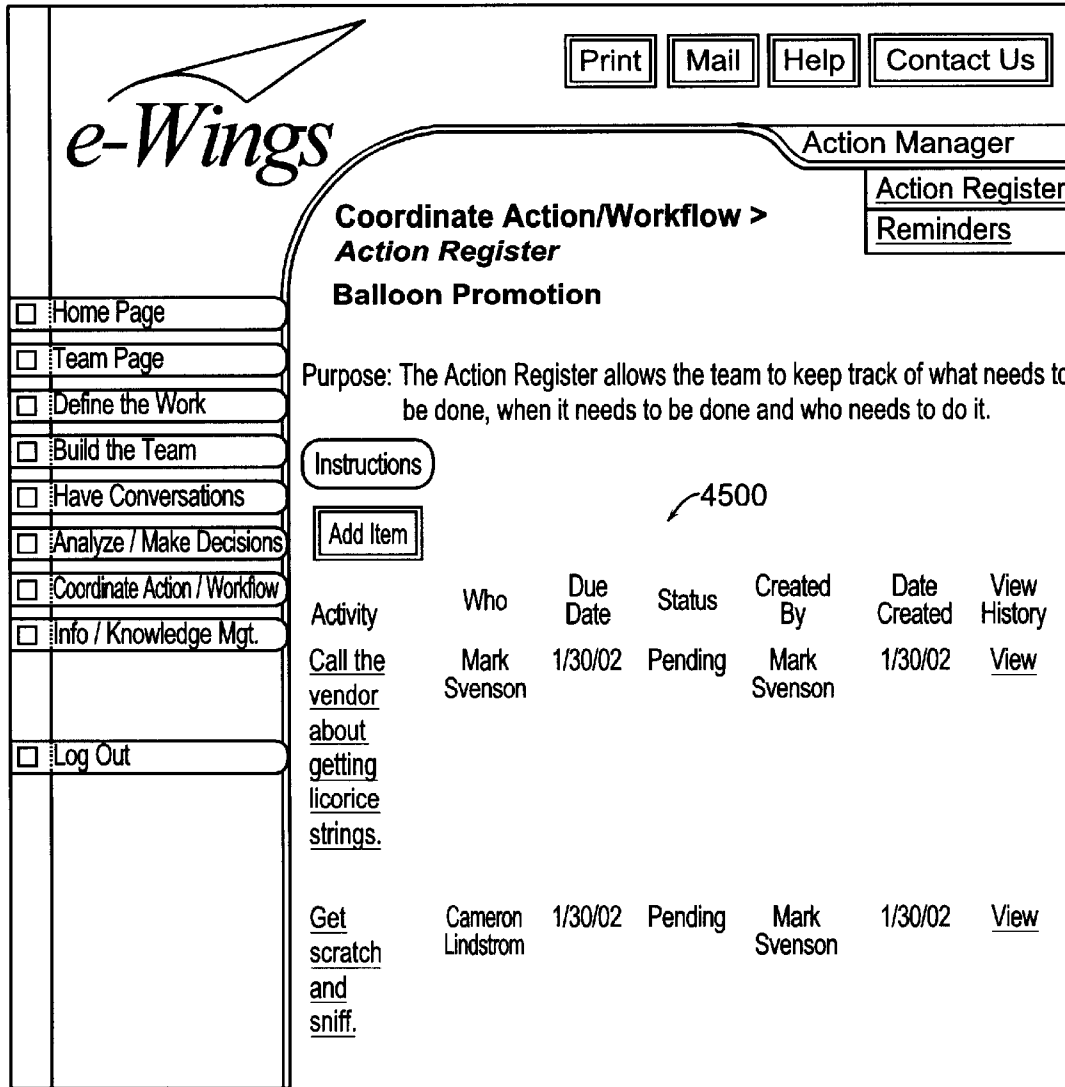 Print Mail Help Contact Us
e-Wings
Action Manager
Action Register
Reminders
Coordinate Action/Workflow >
Action Register
Balloon Promotion
Home Page
Team Page
Define the Work
Build the Team
Have Conversations
Analyze / Make Decisions
Coordinate Action / Workflow
Info / Knowledge Mgt.
Log Out
Purpose: The Action Register allows the team to keep track of what needs to
be done, when it needs to be done and who needs to do it.
Instructions
4500
Add Item
Activity Who Due Date Status Created By Date Created View History
Call the Mark 1/30/02 Pending Mark 1/30/02 View
vendor Svenson Svenson
about
getting
licorice
strings.
Get Cameron 1/30/02 Pending Mark 1/30/02 View
scratch Lindstrom Svenson
and
sniff.